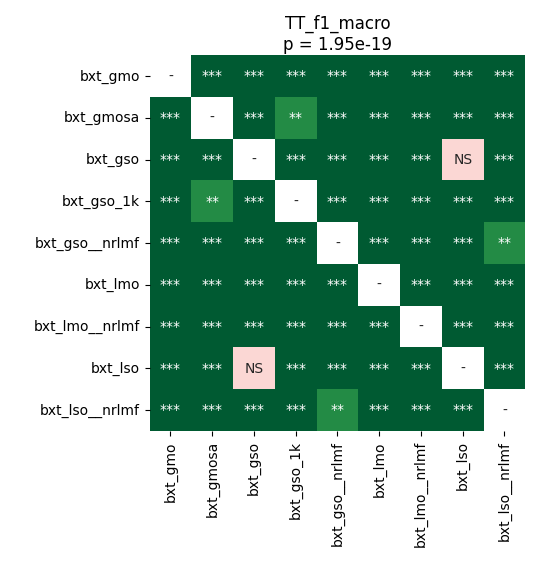 TT_f1_macro
p = 1.95e-19
bxt_gmo - *** *** *** *** *** *** *** ***
bxt_gmosa *** - *** ** *** *** *** *** ***
bxt_gso *** *** - *** *** *** *** NS ***
bxt_gso_1k *** ** *** - *** *** *** *** ***
bxt_gso__nrlmf *** *** *** *** - *** *** *** **
bxt_lmo *** *** *** *** *** - *** *** ***
bxt_lmo__nrlmf *** *** *** *** *** *** - *** ***
bxt_lso *** *** NS *** *** *** *** - ***
bxt_lso__nrlmf *** *** *** *** ** *** *** *** -
bxt_gmo
bxt_gmosa
bxt_gso
bxt_gso_1k
bxt_gso__nrlmf
bxt_lmo
bxt_lmo__nrlmf
bxt_lso
bxt_lso__nrlmf